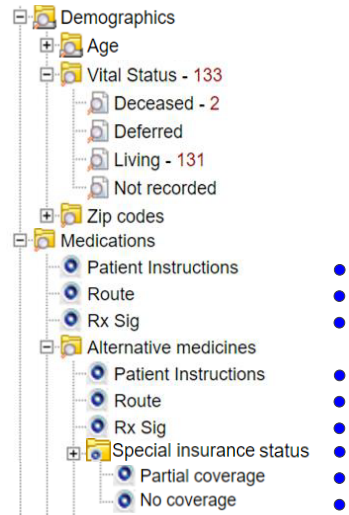 Demographics
Age
Vital Status - 133
Deceased - 2
Deferred
Living - 131
Not recorded
Zip codes
Medications
Patient Instructions
Route
Rx Sig
Alternative medicines
Patient Instructions
Route
Rx Sig
Special insurance status
Partial coverage
No coverage